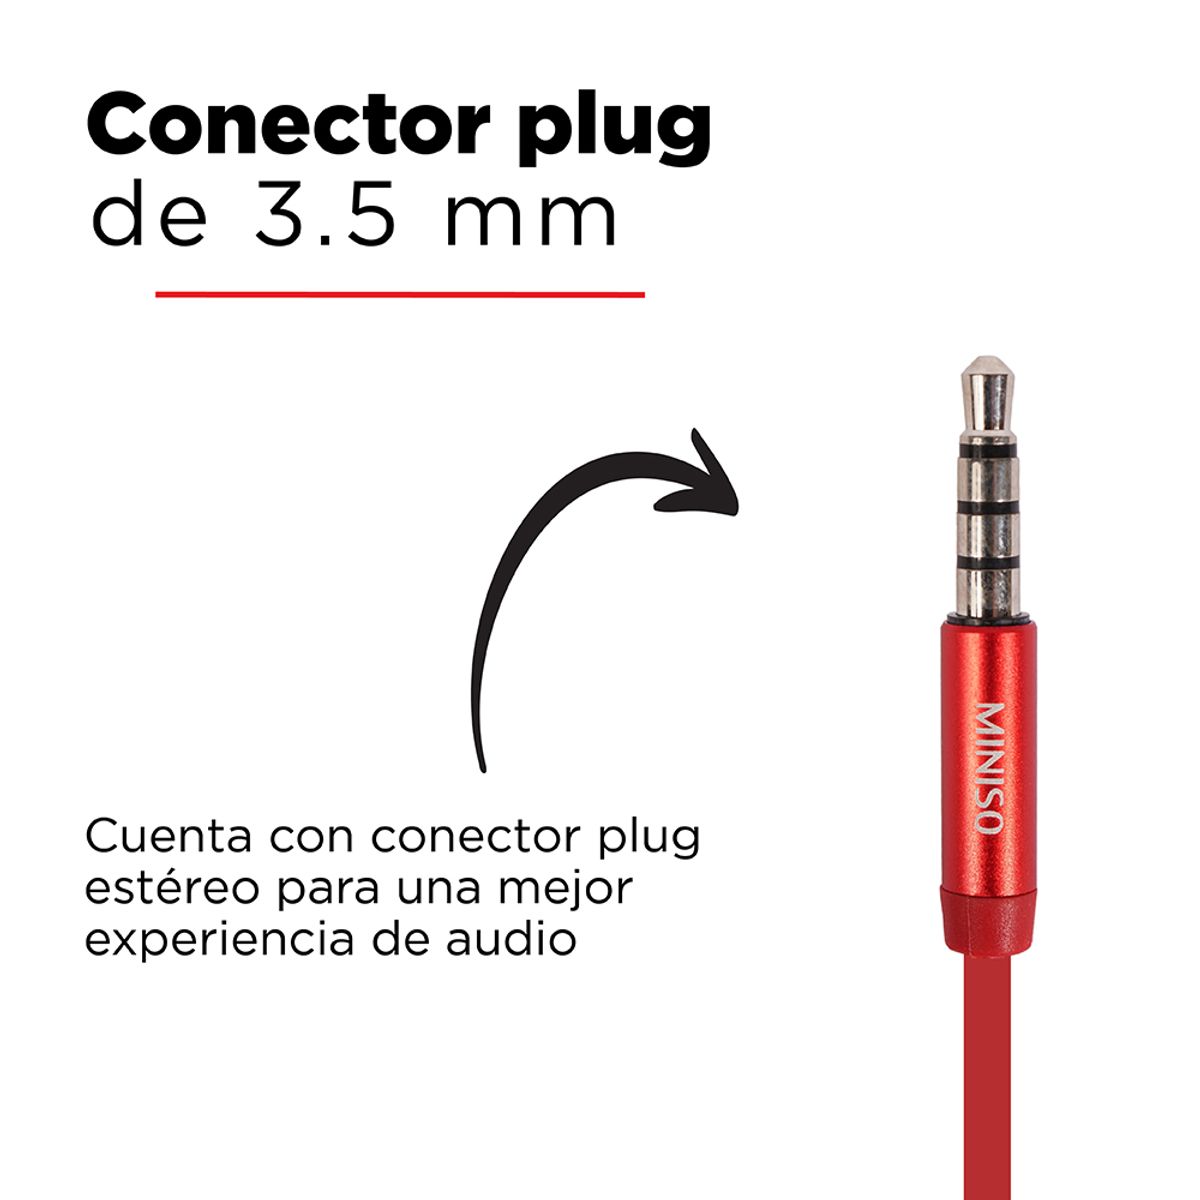 Conector plug
de 3.5 mm
MINISO
Cuenta con conector plug
estéreo para una mejor
experiencia de audio